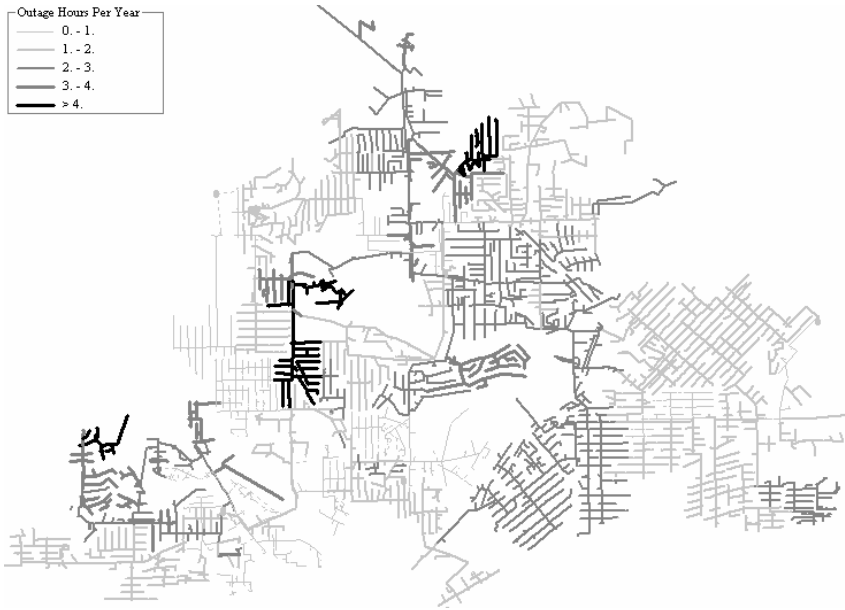 Outage Hours Per Year
0. - 1.
1. - 2.
2. - 3.
3. - 4.
> 4.